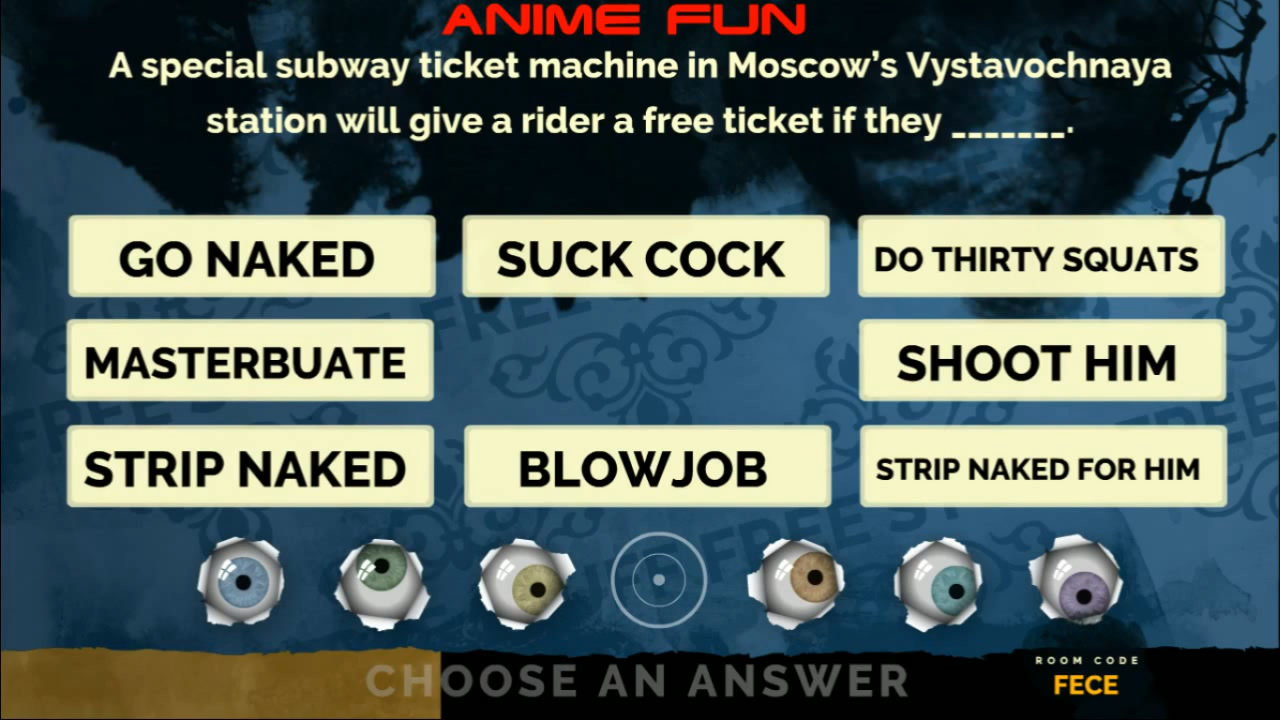 ANIME FUN
A special subway ticket machine in Moscow's Vystavochnaya
station will give a rider a free ticket if they _______.
GO NAKED
SUCK COCK
DO THIRTY SQUATS
MASTERBUATE
SHOOT HIM
STRIP NAKED
BLOWJOB
STRIP NAKED FOR HIM
CHOOSE AN ANSWER
ROOM CODE
FECE